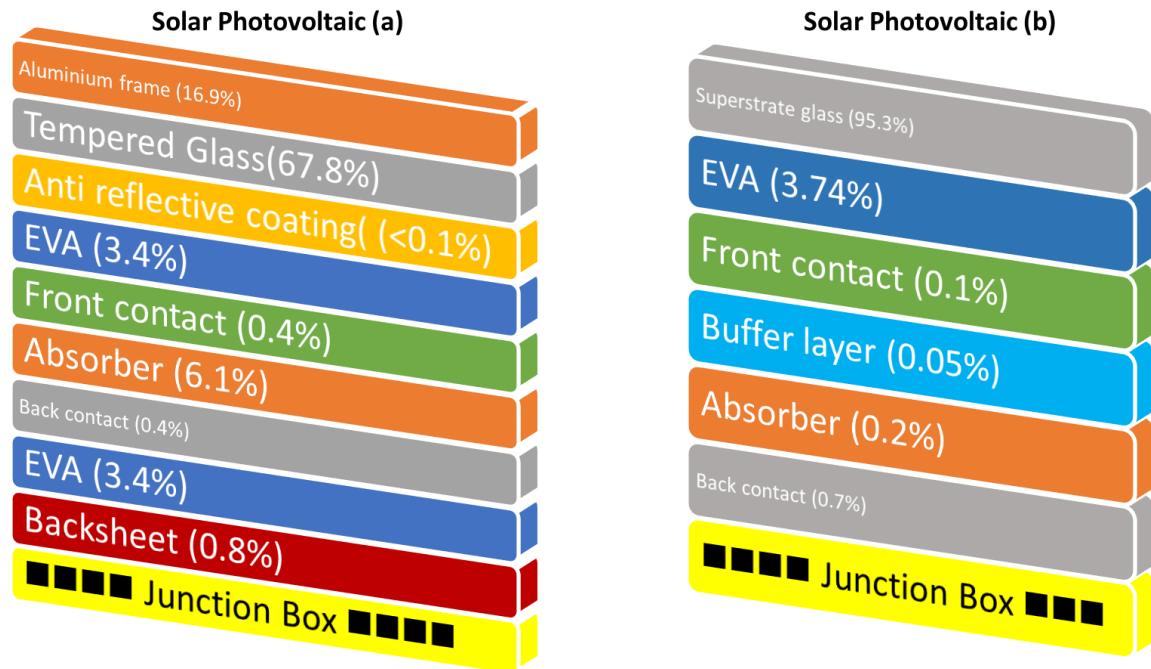 Solar Photovoltaic (a)
Aluminium frame (16.9%)
Tempered Glass(67.8%)
Anti reflective coating( (<0.1%)
EVA (3.4%)
Front contact (0.4%)
Absorber (6.1%)
Back contact (0.4%)
EVA (3.4%)
Backsheet (0.8%)
■■■■ Junction Box ■■■■
Solar Photovoltaic (b)
Superstrate glass (95.3%)
EVA (3.74%)
Front contact (0.1%)
Buffer layer (0.05%)
Absorber (0.2%)
Back contact (0.7%)
■■■■ Junction Box ■■■